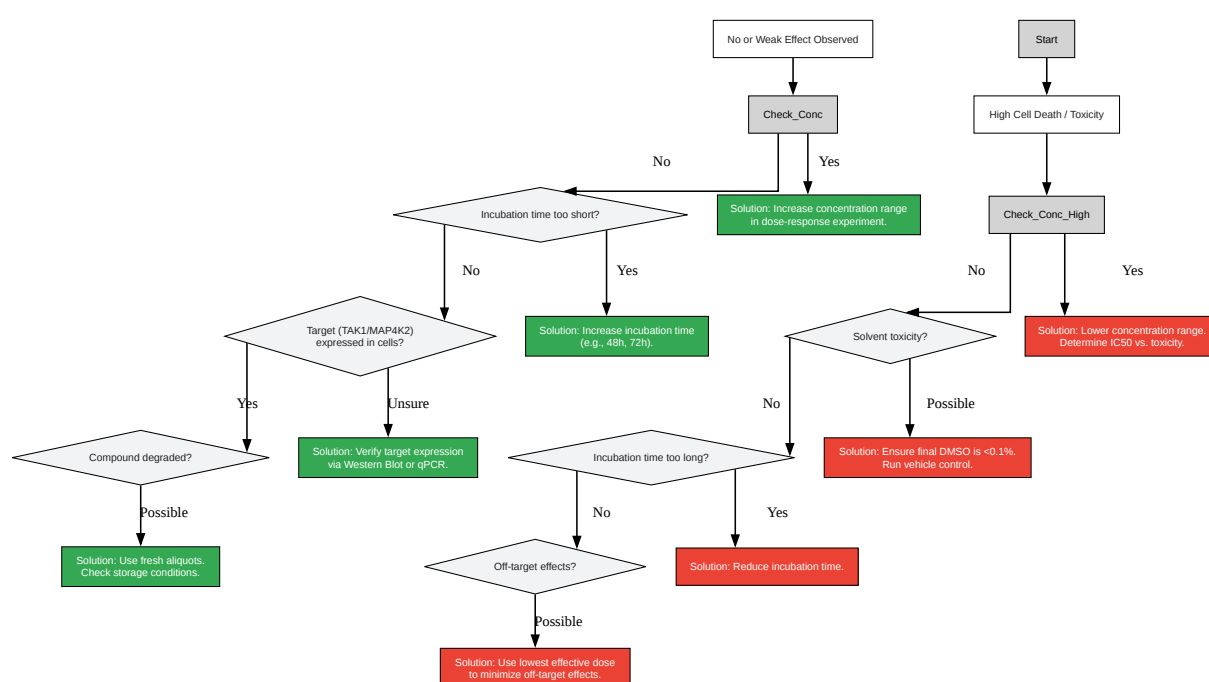 No or Weak Effect Observed
Start
Check_Conc
High Cell Death / Toxicity
No
Yes
Incubation time too short?
Solution: Increase concentration range
in dose-response experiment.
Check_Conc_High
No
Yes
No
Yes
Target (TAK1/MAP4K2)
expressed in cells?
Solution: Increase incubation time
(e.g., 48h, 72h).
Solvent toxicity?
Solution: Lower concentration range.
Determine IC50 vs. toxicity.
Yes
Unsure
No
Possible
Compound degraded?
Solution: Verify target expression
via Western Blot or qPCR.
Incubation time too long?
Solution: Ensure final DMSO is <0.1%.
Run vehicle control.
Possible
No
Yes
Solution: Use fresh aliquots.
Check storage conditions.
Off-target effects?
Solution: Reduce incubation time.
Possible
Solution: Use lowest effective dose
to minimize off-target effects.